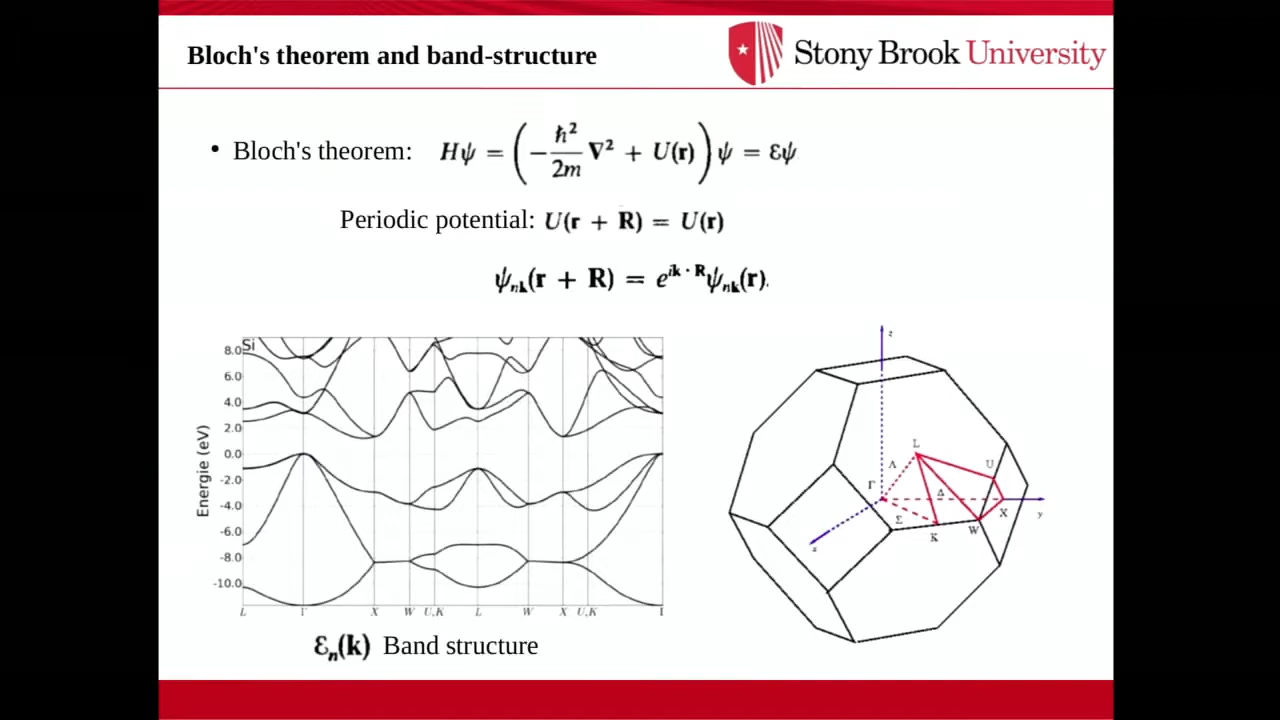 Bloch's theorem and band-structure
Stony Brook University
• Bloch's theorem: Hψ = (−ℏ²/2m ∇² + U(r))ψ = Ɛψ
Periodic potential: U(r + R) = U(r)
ψₙₖ(r + R) = e^{ik · R}ψₙₖ(r).
Si
8.0
6.0
4.0
2.0
0.0
-2.0
-4.0
-6.0
-8.0
-10.0
Energie (eV)
L Γ X W U,K L W X U,K Γ
Ɛₙ(k) Band structure
z
L
Λ
U
Γ
Δ
X
y
Σ
K
W
x